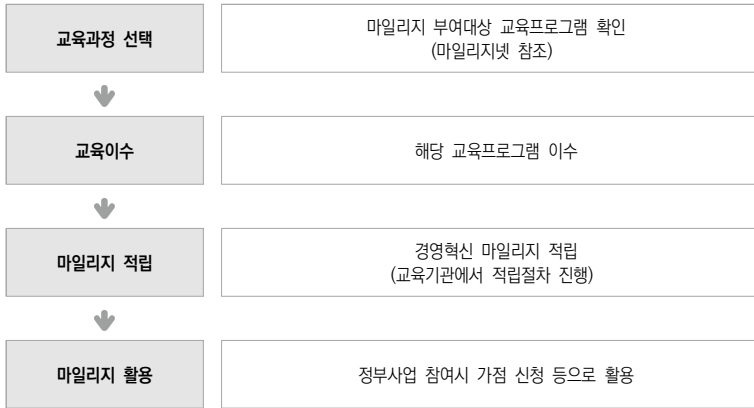 교육과정 선택
마일리지 부여대상 교육프로그램 확인
(마일리지넷 참조)
교육이수
해당 교육프로그램 이수
마일리지 적립
경영혁신 마일리지 적립
(교육기관에서 적립절차 진행)
마일리지 활용
정부사업 참여시 가점 신청 등으로 활용